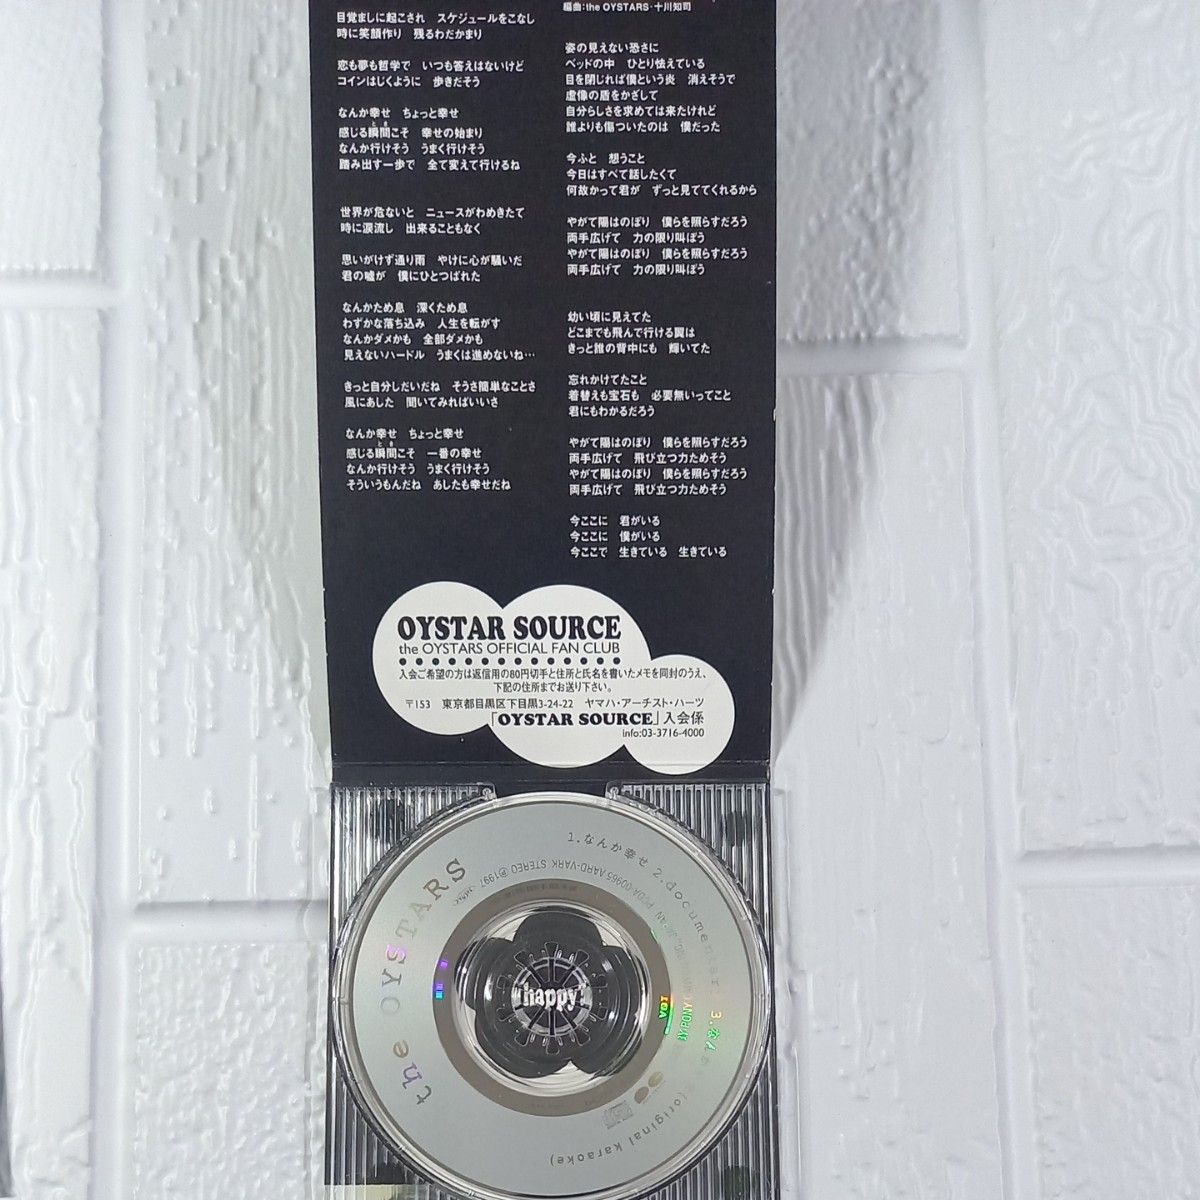 目覚ましに起こされ　スケジュールをこなし
時に笑顔作り　残るわだかまり
恋も夢も哲学で　いつも答えはないけど
コインはじくように　歩きだそう
なんか幸せ　ちょっと幸せ
感じる瞬間こそ　幸せの始まり
なんか行けそう　うまく行けそう
踏み出す一歩で　全て変えて行けるね
世界が危ないと　ニュースがわめきたて
時に涙流し　出来ることもなく
思いがけず通り雨　やけに心が騒いだ
君の嘘が　僕にひとつばれた
なんかため息　深くため息
わずかな落ち込み　人生を転がす
なんかダメかも　全部ダメかも
見えないハードル　うまくは進めないね…
きっと自分しだいだね　そうさ簡単なことさ
風にあした　聞いてみればいいさ
なんか幸せ　ちょっと幸せ
感じる瞬間こそ　一番の幸せ
なんか行けそう　うまく行けそう
そういうもんだね　あしたも幸せだね
編曲:the OYSTARS・十川知司
姿の見えない恐さに
ベッドの中　ひとり怯えている
目を閉じれば僕という炎　消えそうで
虚像の盾をかざして
自分らしさを求めては来たけれど
誰よりも傷ついたのは　僕だった
今ふと　想うこと
今日はすべて話したくて
何故かって君が　ずっと見ててくれるから
やがて陽はのぼり　僕らを照らすだろう
両手広げて　力の限り叫ぼう
やがて陽はのぼり　僕らを照らすだろう
両手広げて　力の限り叫ぼう
幼い頃に見えてた
どこまでも飛んで行ける翼は
きっと誰の背中にも　輝いてた
忘れかけてたこと
着替えも宝石も　必要無いってこと
君にもわかるだろう
やがて陽はのぼり　僕らを照らすだろう
両手広げて　飛び立つ力ためそう
やがて陽はのぼり　僕らを照らすだろう
両手広げて　飛び立つ力ためそう
今ここに　君がいる
今ここに　僕がいる
今ここで　生きている　生きている
OYSTAR SOURCE
the OYSTARS OFFICIAL FAN CLUB
入会ご希望の方は返信用の80円切手と住所と氏名を書いたメモを同封のうえ、
下記の住所までお送り下さい。
〒153　東京都目黒区下目黒3-24-22　ヤマハ・アーチスト・ハーツ
「OYSTAR SOURCE」入会係
info:03-3716-4000
the OYSTARS
1.なんか幸せ 2.documentary 3.なんか幸せ (original karaoke)
PCDA-00965 AARD-VARK STEREO ℗1997
happy!